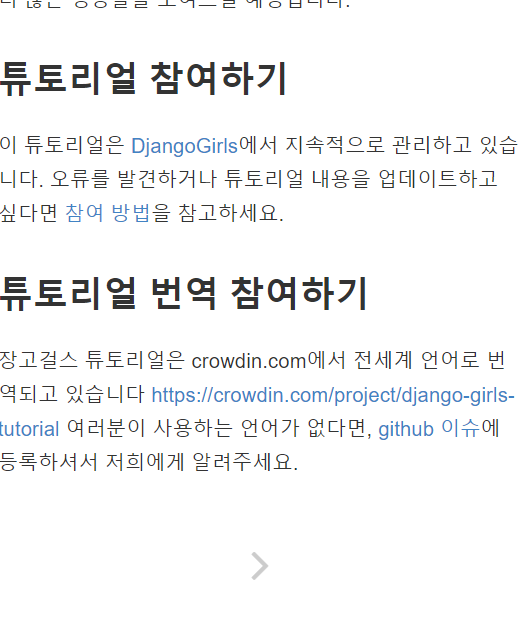 튜토리얼 참여하기
이 튜토리얼은 DjangoGirls에서 지속적으로 관리하고 있습
니다. 오류를 발견하거나 튜토리얼 내용을 업데이트하고
싶다면 참여 방법을 참고하세요.
튜토리얼 번역 참여하기
장고걸스 튜토리얼은 crowdin.com에서 전세계 언어로 번
역되고 있습니다 https://crowdin.com/project/django-girls-
tutorial 여러분이 사용하는 언어가 없다면, github 이슈에
등록하셔서 저희에게 알려주세요.